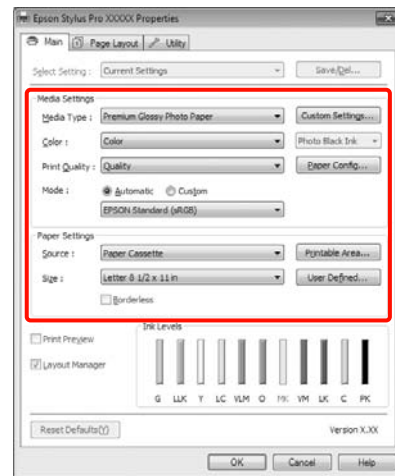 Epson Stylus Pro XXXXX Properties
Main Page Layout Utility
Select Setting : Current Settings Save/Del...
Media Settings
Media Type : Premium Glossy Photo Paper Custom Settings...
Color : Color Photo Black Ink
Print Quality : Quality Paper Config...
Mode : Automatic Custom
EPSON Standard (sRGB)
Paper Settings
Source : Paper Cassette Printable Area...
Size : Letter 8 1/2 x 11 in User Defined...
Borderless
Print Preview
Layout Manager
Ink Levels
G LLK Y LC VLM O MK VM LK C PK
Reset Defaults(Y) Version X.XX
OK Cancel Help